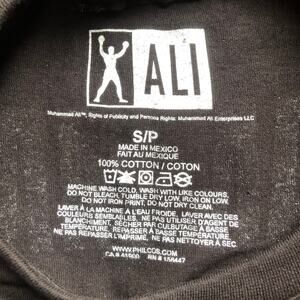 ALI
Muhammad Ali™, Rights of Publicity and Persona Rights: Muhammad Ali Enterprises LLC
S/P
MADE IN MEXICO
FAIT AU MEXIQUE
100% COTTON / COTON
MACHINE WASH COLD, WASH WITH LIKE COLOURS,
DO NOT BLEACH, TUMBLE DRY LOW, IRON ON LOW,
DO NOT IRON PRINT, DO NOT DRY CLEAN.
LAVER À LA MACHINE A L'EAU FROIDE, LAVER AVEC DES
COULEURS SEMBLABLES, NE PAS UTILISER D'AGENT DE
BLANCHIMENT, SÉCHER PAR CULBUTAGE À BASSE
TEMPÉRATURE, REPASSER À BASSE TEMPÉRATURE
NE PAS REPASSER L'IMPRIMÉ, NE PAS NETTOYER À SEC
WWW.PHILCOS.COM
CA # 41900 RN # 158447